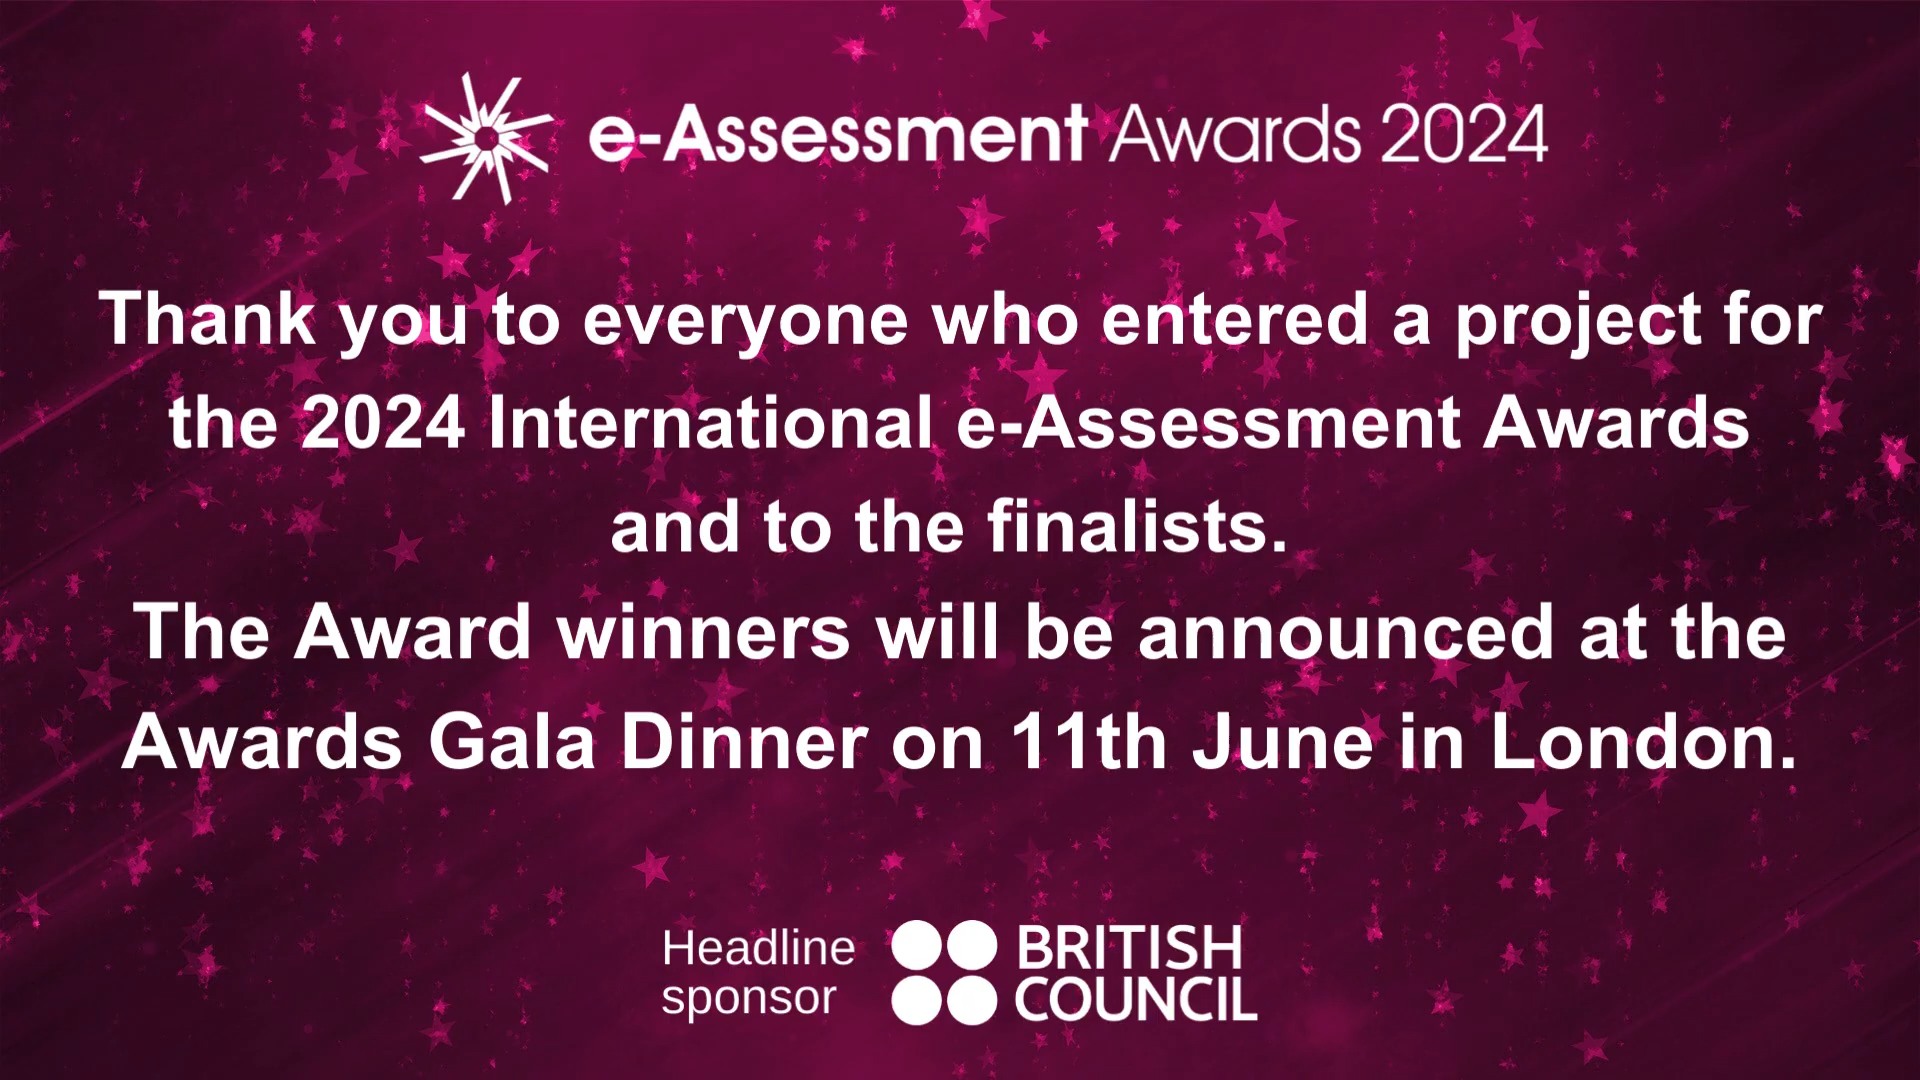 e-Assessment Awards 2024
Thank you to everyone who entered a project for
the 2024 International e-Assessment Awards
and to the finalists.
The Award winners will be announced at the
Awards Gala Dinner on 11th June in London.
Headline
sponsor
BRITISH
COUNCIL